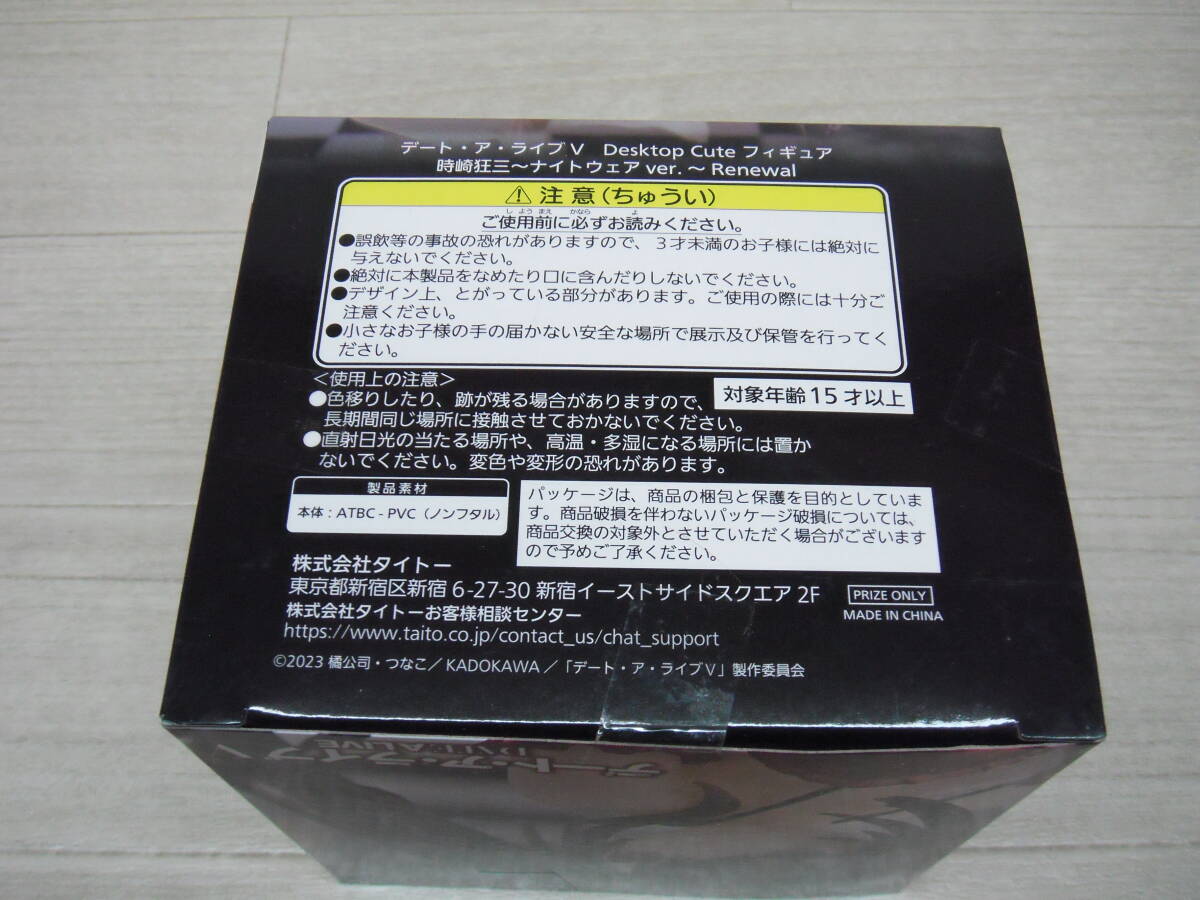 デート・ア・ライブⅤ Desktop Cute フィギュア
時崎狂三～ナイトウェア ver.～ Renewal
⚠ 注意(ちゅうい)
しようまえ かなら よ
ご使用前に必ずお読みください。
●誤飲等の事故の恐れがありますので、３才未満のお子様には絶対に
与えないでください。
●絶対に本製品をなめたり口に含んだりしないでください。
●デザイン上、とがっている部分があります。ご使用の際には十分ご
注意ください。
●小さなお子様の手の届かない安全な場所で展示及び保管を行ってく
ださい。
＜使用上の注意＞
●色移りしたり、跡が残る場合がありますので、
長期間同じ場所に接触させておかないでください。
●直射日光の当たる場所や、高温・多湿になる場所には置か
ないでください。変色や変形の恐れがあります。
対象年齢 15 才以上
製品素材
本体：ATBC - PVC（ノンフタル）
パッケージは、商品の梱包と保護を目的としていま
す。商品破損を伴わないパッケージ破損については、
商品交換の対象外とさせていただく場合がございます
ので予めご了承ください。
株式会社タイトー
東京都新宿区新宿 6-27-30 新宿イーストサイドスクエア 2F
株式会社タイトーお客様相談センター
https://www.taito.co.jp/contact_us/chat_support
PRIZE ONLY
MADE IN CHINA
©2023 橘公司・つなこ／KADOKAWA／「デート・ア・ライブⅤ」製作委員会
デート・ア・ライブⅤ
DATE A LIVE